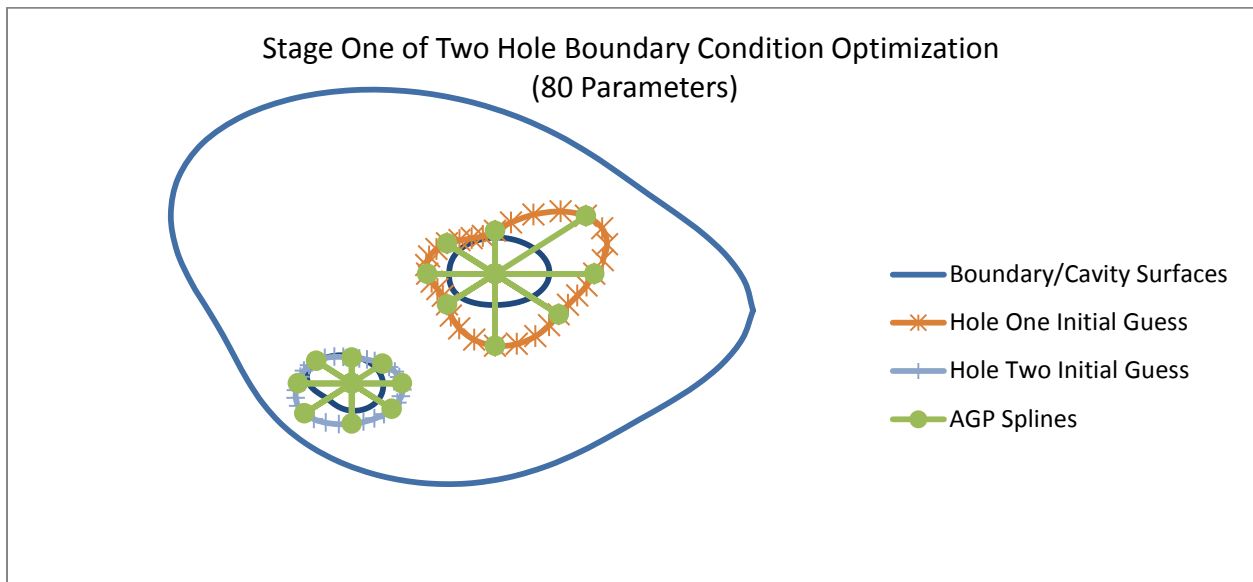 Stage One of Two Hole Boundary Condition Optimization
(80 Parameters)
Boundary/Cavity Surfaces
Hole One Initial Guess
Hole Two Initial Guess
AGP Splines